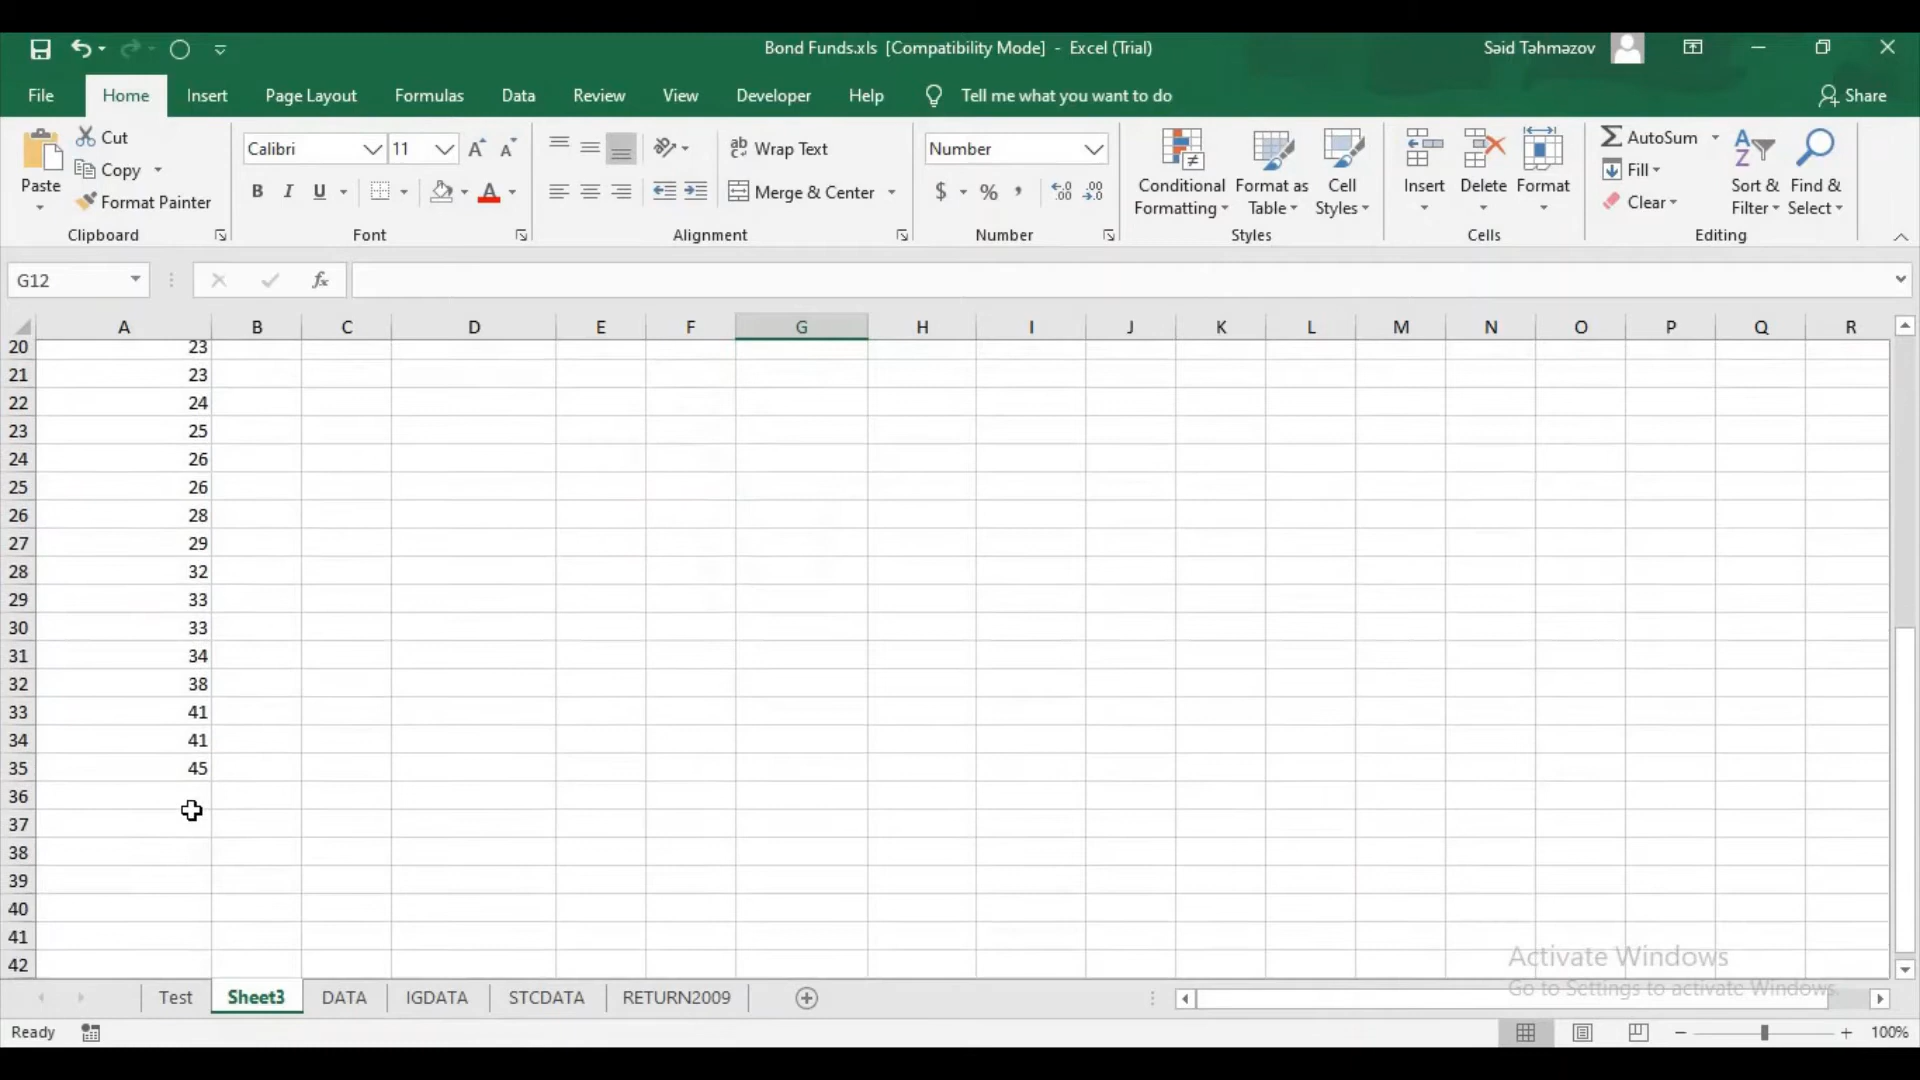 Bond Funds.xls [Compatibility Mode] - Excel (Trial)
Səid Təhməzov
File Home Insert Page Layout Formulas Data Review View Developer Help Tell me what you want to do Share
Paste
Cut
Copy
Format Painter
Clipboard
Calibri 11
B I U A
Font
Wrap Text
Merge & Center
Alignment
Number
$ % ,
Number
Conditional Formatting
Format as Table
Cell Styles
Styles
Insert Delete Format
Cells
AutoSum
Fill
Clear
Sort & Filter
Find & Select
Editing
G12 fx
A B C D E F G H I J K L M N O P Q R
20 23
21 23
22 24
23 25
24 26
25 26
26 28
27 29
28 32
29 33
30 33
31 34
32 38
33 41
34 41
35 45
36
37
38
39
40
41
42
Activate Windows
Go to Settings to activate Windows.
Test Sheet3 DATA IGDATA STCDATA RETURN2009
Ready 100%